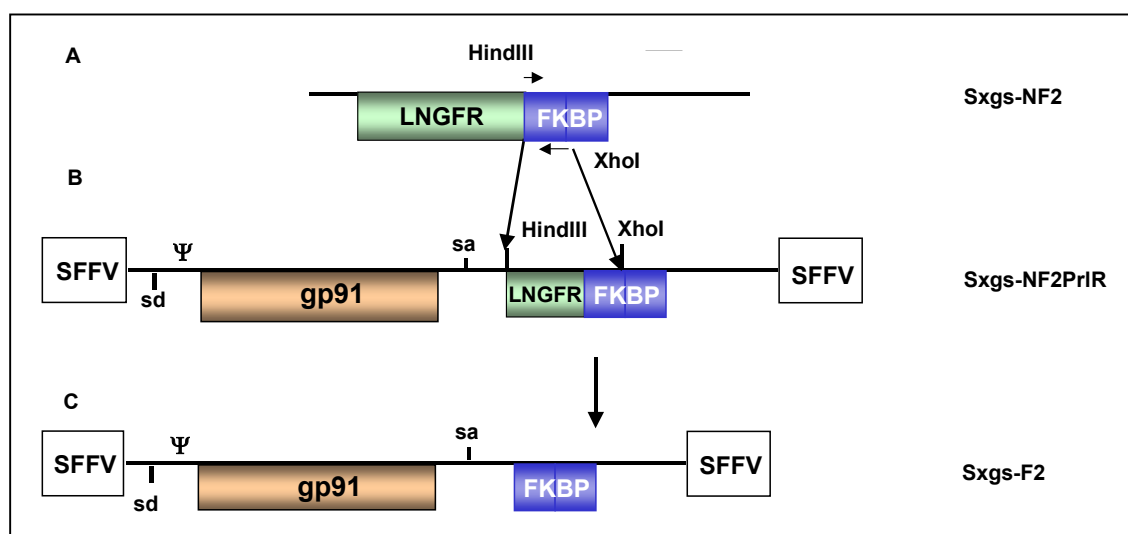 A
HindIII
LNGFR FKBP
Sxgs-NF2
XhoI
B
Ψ sa HindIII XhoI
SFFV sd gp91 LNGFR FKBP SFFV
Sxgs-NF2PrlR
C
Ψ sa
SFFV sd gp91 FKBP SFFV
Sxgs-F2